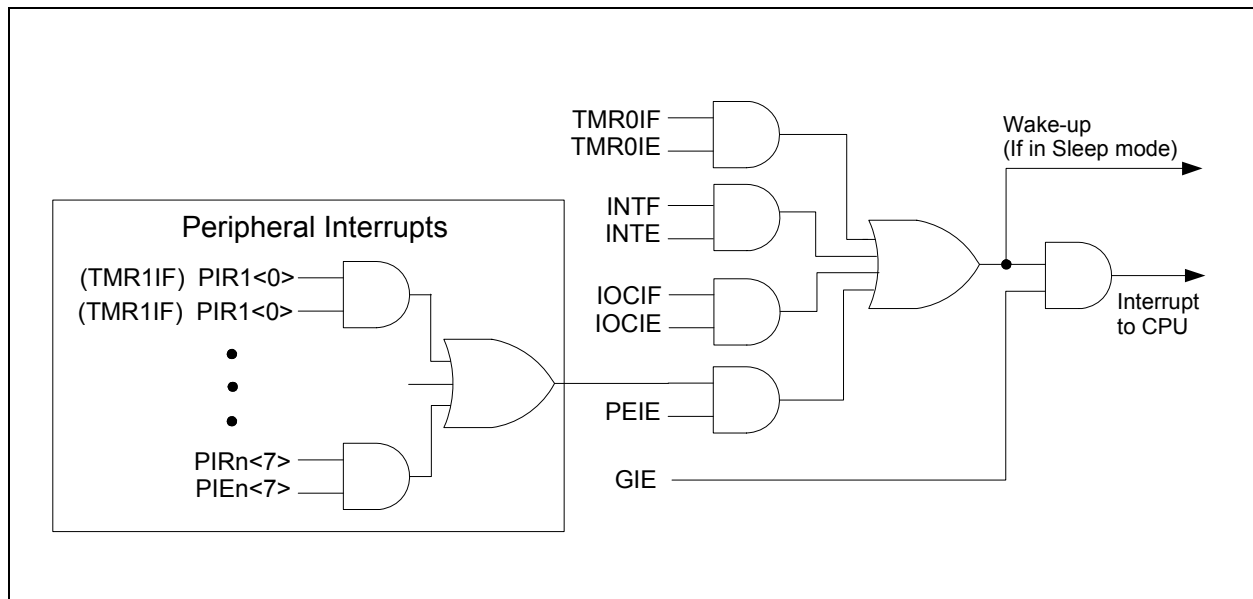 TMR0IF
TMR0IE
Wake-up
(If in Sleep mode)
INTF
INTE
Peripheral Interrupts
(TMR1IF) PIR1<0>
(TMR1IF) PIR1<0>
IOCIF
IOCIE
Interrupt
to CPU
PEIE
PIRn<7>
PIEn<7>
GIE